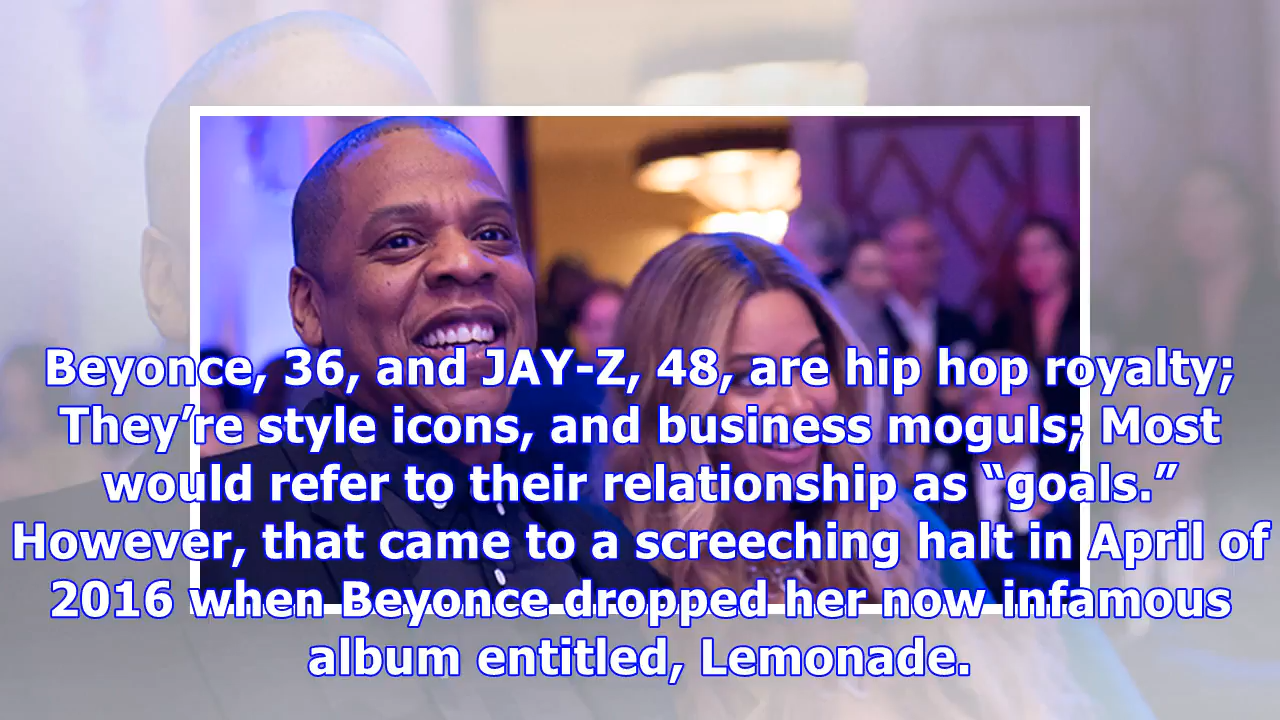 Beyonce, 36, and JAY-Z, 48, are hip hop royalty;
They’re style icons, and business moguls; Most
would refer to their relationship as “goals.”
However, that came to a screeching halt in April of
2016 when Beyonce dropped her now infamous
album entitled, Lemonade.